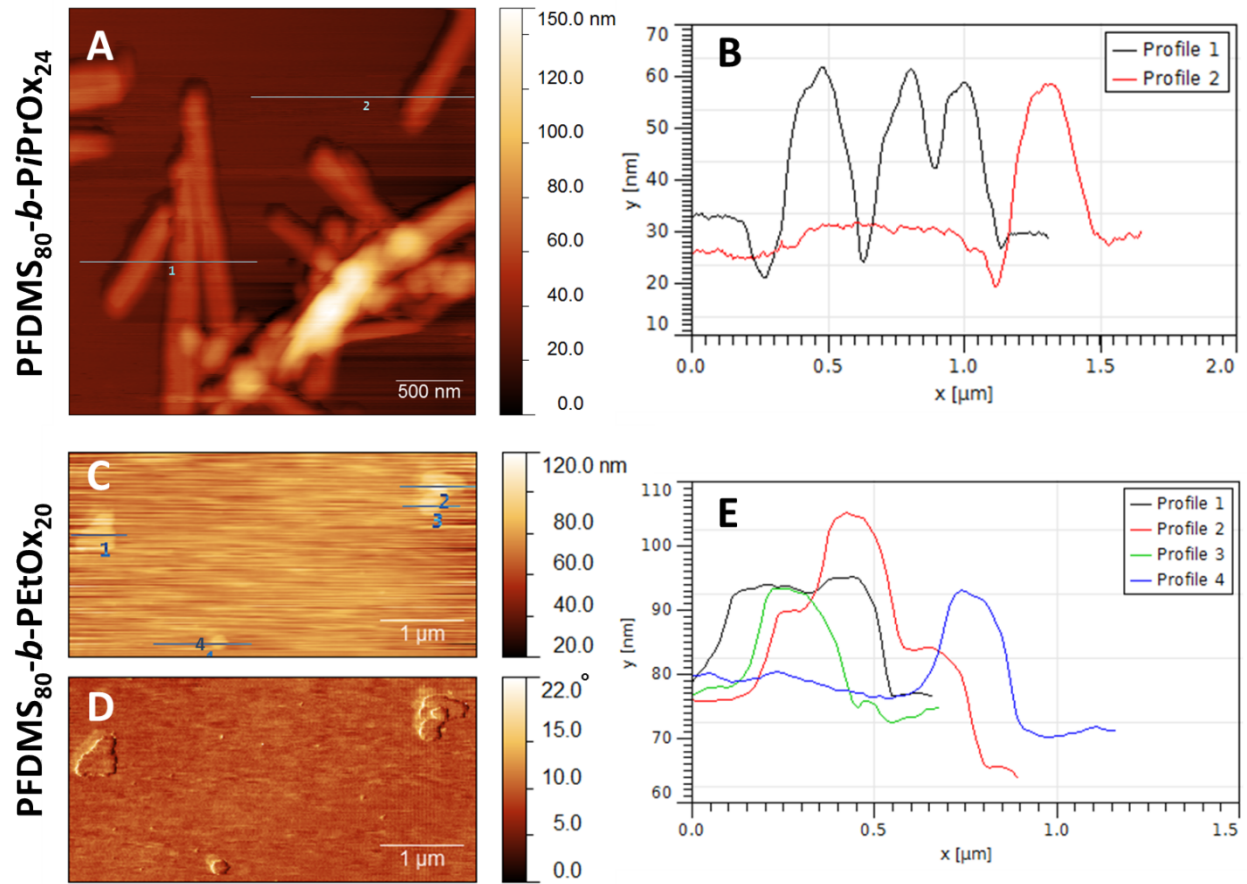 PFDMS80-b-PiPrOx24
A
1
2
500 nm
150.0 nm
120.0
100.0
80.0
60.0
40.0
20.0
0.0
B
Profile 1
Profile 2
70
60
50
40
30
20
10
y [nm]
0.0 0.5 1.0 1.5 2.0
x [µm]
PFDMS80-b-PEtOx20
C
1
2
3
4
1 µm
120.0 nm
80.0
60.0
40.0
20.0
D
1 µm
22.0°
15.0
10.0
5.0
0.0
E
Profile 1
Profile 2
Profile 3
Profile 4
110
100
90
80
70
60
y [nm]
0.0 0.5 1.0 1.5
x [µm]